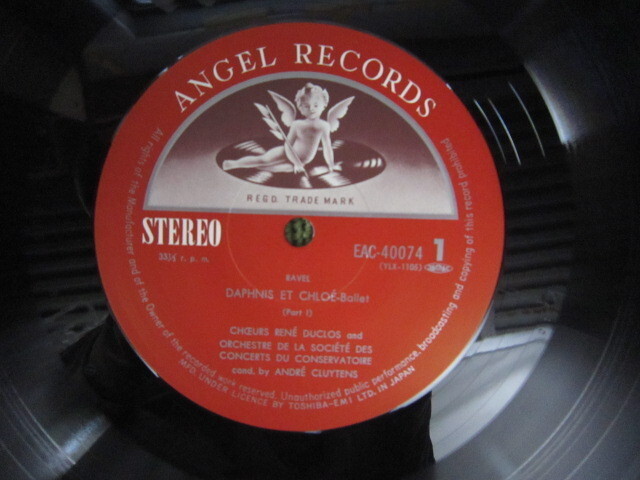 ANGEL RECORDS
REGD. TRADE MARK
STEREO
33⅓ r. p. m.
EAC-40074 1
(YLX-1106)
RAVEL
DAPHNIS ET CHLOÉ-Ballet
(Part 1)
CHŒURS RENÉ DUCLOS and
ORCHESTRE DE LA SOCIÉTÉ DES
CONCERTS DU CONSERVATOIRE
cond. by ANDRÉ CLUYTENS
All rights of the Manufacturer and of the Owner of the recorded work reserved. Unauthorized public performance, broadcasting and copying of this record prohibited
MFD. UNDER LICENCE BY TOSHIBA-EMI LTD. IN JAPAN